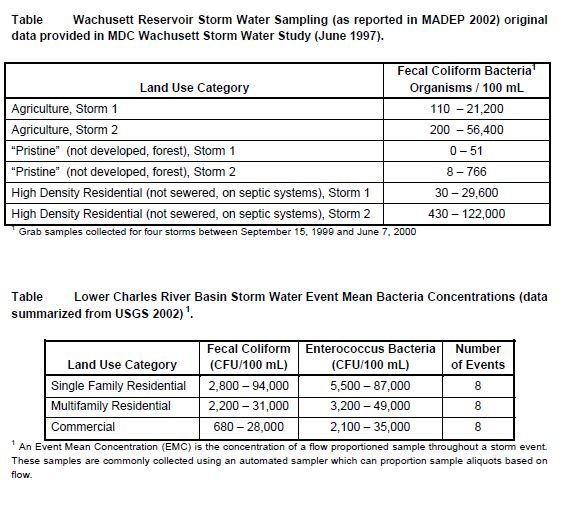 Table Wachusett Reservoir Storm Water Sampling (as reported in MADEP 2002) original
data provided in MDC Wachusett Storm Water Study (June 1997).
Land Use Category Fecal Coliform Bacteria¹ Organisms / 100 mL
Agriculture, Storm 1 110 – 21,200
Agriculture, Storm 2 200 – 56,400
"Pristine" (not developed, forest), Storm 1 0 – 51
"Pristine" (not developed, forest), Storm 2 8 – 766
High Density Residential (not sewered, on septic systems), Storm 1 30 – 29,600
High Density Residential (not sewered, on septic systems), Storm 2 430 – 122,000
¹ Grab samples collected for four storms between September 15, 1999 and June 7, 2000
Table Lower Charles River Basin Storm Water Event Mean Bacteria Concentrations (data
summarized from USGS 2002) ¹.
Land Use Category Fecal Coliform (CFU/100 mL) Enterococcus Bacteria (CFU/100 mL) Number of Events
Single Family Residential 2,800 – 94,000 5,500 – 87,000 8
Multifamily Residential 2,200 – 31,000 3,200 – 49,000 8
Commercial 680 – 28,000 2,100 – 35,000 8
¹ An Event Mean Concentration (EMC) is the concentration of a flow proportioned sample throughout a storm event.
These samples are commonly collected using an automated sampler which can proportion sample aliquots based on
flow.